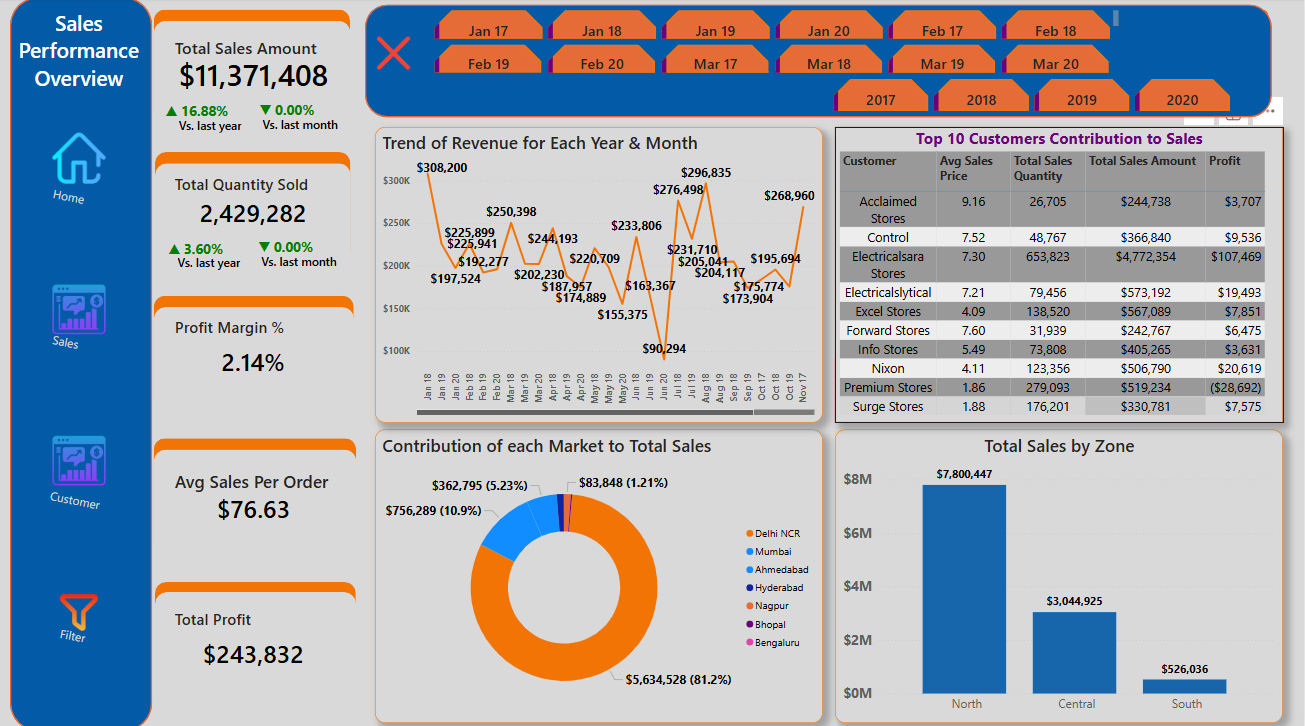 Sales
Performance
Overview
Home
Sales
Customer
Filter
Total Sales Amount
$11,371,408
▲ 16.88% ▼ 0.00%
Vs. last year Vs. last month
Total Quantity Sold
2,429,282
▲ 3.60% ▼ 0.00%
Vs. last year Vs. last month
Profit Margin %
2.14%
Avg Sales Per Order
$76.63
Total Profit
$243,832
Jan 17 Jan 18 Jan 19 Jan 20 Feb 17 Feb 18
Feb 19 Feb 20 Mar 17 Mar 18 Mar 19 Mar 20
2017 2018 2019 2020
Trend of Revenue for Each Year & Month
$300K
$250K
$200K
$150K
$100K
$308,200
$225,899
$225,941
$197,524
$192,277
$250,398
$202,230
$244,193
$187,957
$174,889
$220,709
$155,375
$233,806
$163,367
$90,294
$276,498
$231,710
$296,835
$205,041
$204,117
$173,904
$175,774
$195,694
$268,960
Jan 18
Jan 19
Jan 20
Feb 18
Feb 19
Feb 20
Mar 18
Mar 19
Mar 20
Apr 18
Apr 19
Apr 20
May 18
May 19
May 20
Jun 18
Jun 19
Jun 20
Jul 18
Jul 19
Aug 18
Aug 19
Sep 18
Sep 19
Oct 17
Oct 18
Oct 19
Nov 17
Top 10 Customers Contribution to Sales
Customer Avg Sales Price Total Sales Quantity Total Sales Amount Profit
Acclaimed Stores 9.16 26,705 $244,738 $3,707
Control 7.52 48,767 $366,840 $9,536
Electricalsara Stores 7.30 653,823 $4,772,354 $107,469
Electricalslytical 7.21 79,456 $573,192 $19,493
Excel Stores 4.09 138,520 $567,089 $7,851
Forward Stores 7.60 31,939 $242,767 $6,475
Info Stores 5.49 73,808 $405,265 $3,631
Nixon 4.11 123,356 $506,790 $20,619
Premium Stores 1.86 279,093 $519,234 ($28,692)
Surge Stores 1.88 176,201 $330,781 $7,575
Contribution of each Market to Total Sales
$362,795 (5.23%)
$83,848 (1.21%)
$756,289 (10.9%)
$5,634,528 (81.2%)
Delhi NCR
Mumbai
Ahmedabad
Hyderabad
Nagpur
Bhopal
Bengaluru
Total Sales by Zone
$8M
$6M
$4M
$2M
$0M
$7,800,447
$3,044,925
$526,036
North Central South